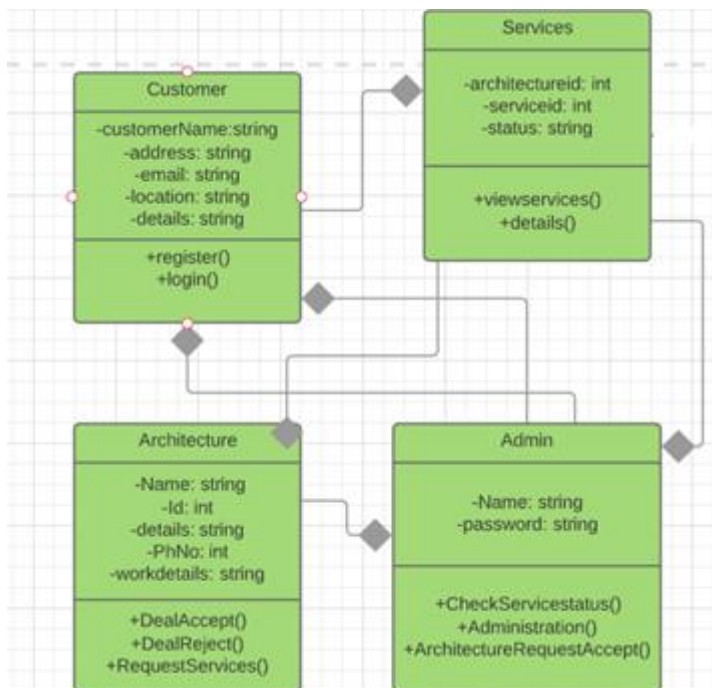 Services
-architectureid: int
-serviceid: int
-status: string
+viewservices()
+details()
Customer
-customerName:string
-address: string
-email: string
-location: string
-details: string
+register()
+login()
Architecture
-Name: string
-Id: int
-details: string
-PhNo: int
-workdetails: string
+DealAccept()
+DealReject()
+RequestServices()
Admin
-Name: string
-password: string
+CheckServicestatus()
+Administration()
+ArchitectureRequestAccept()